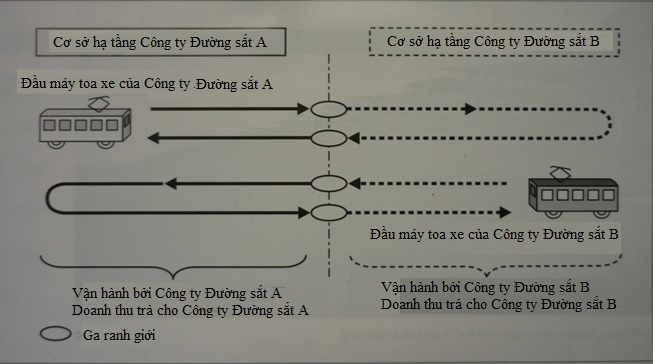 Cơ sở hạ tầng Công ty Đường sắt A
Cơ sở hạ tầng Công ty Đường sắt B
Đầu máy toa xe của Công ty Đường sắt A
Đầu máy toa xe của Công ty Đường sắt B
Vận hành bởi Công ty Đường sắt A
Doanh thu trả cho Công ty Đường sắt A
Vận hành bởi Công ty Đường sắt B
Doanh thu trả cho Công ty Đường sắt B
Ga ranh giới